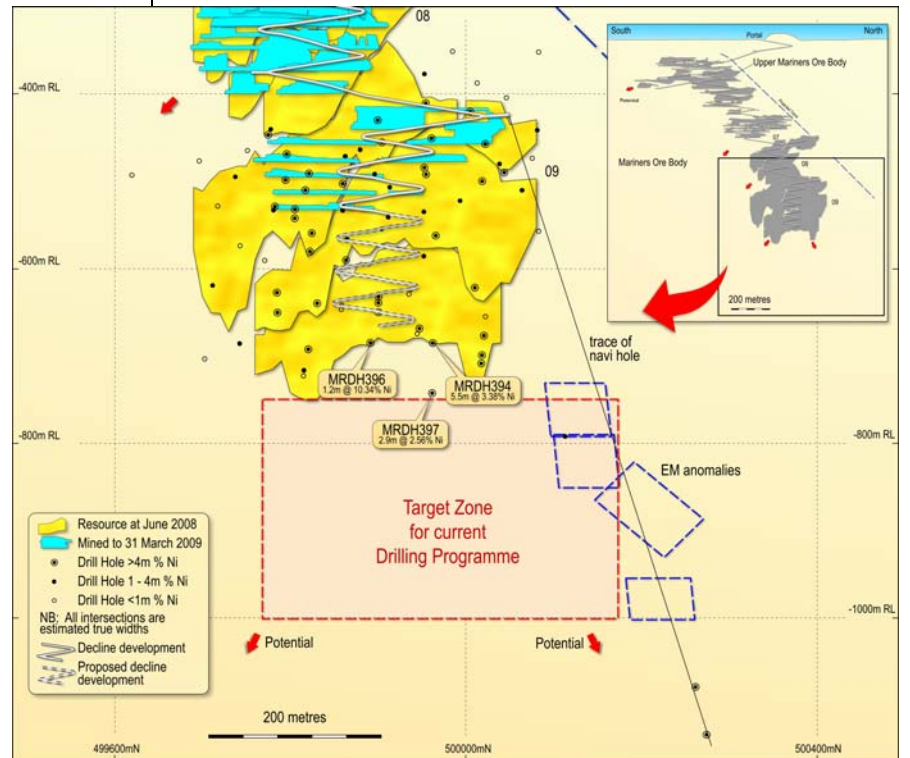 08
-400m RL
09
-600m RL
trace of
navi hole
MRDH396
1.2m @ 10.34% Ni
MRDH394
5.5m @ 3.38% Ni
MRDH397
2.9m @ 2.56% Ni
-800m RL
-800m RL
EM anomalies
Target Zone
for current
Drilling Programme
Resource at June 2008
Mined to 31 March 2009
Drill Hole >4m % Ni
Drill Hole 1 - 4m % Ni
Drill Hole <1m % Ni
NB: All intersections are
estimated true widths
Decline development
Proposed decline
development
-1000m RL
Potential
Potential
200 metres
499600mN
500000mN
500400mN
South
Portal
North
Upper Mariners Ore Body
Potential
07
Mariners Ore Body
08
09
200 metres